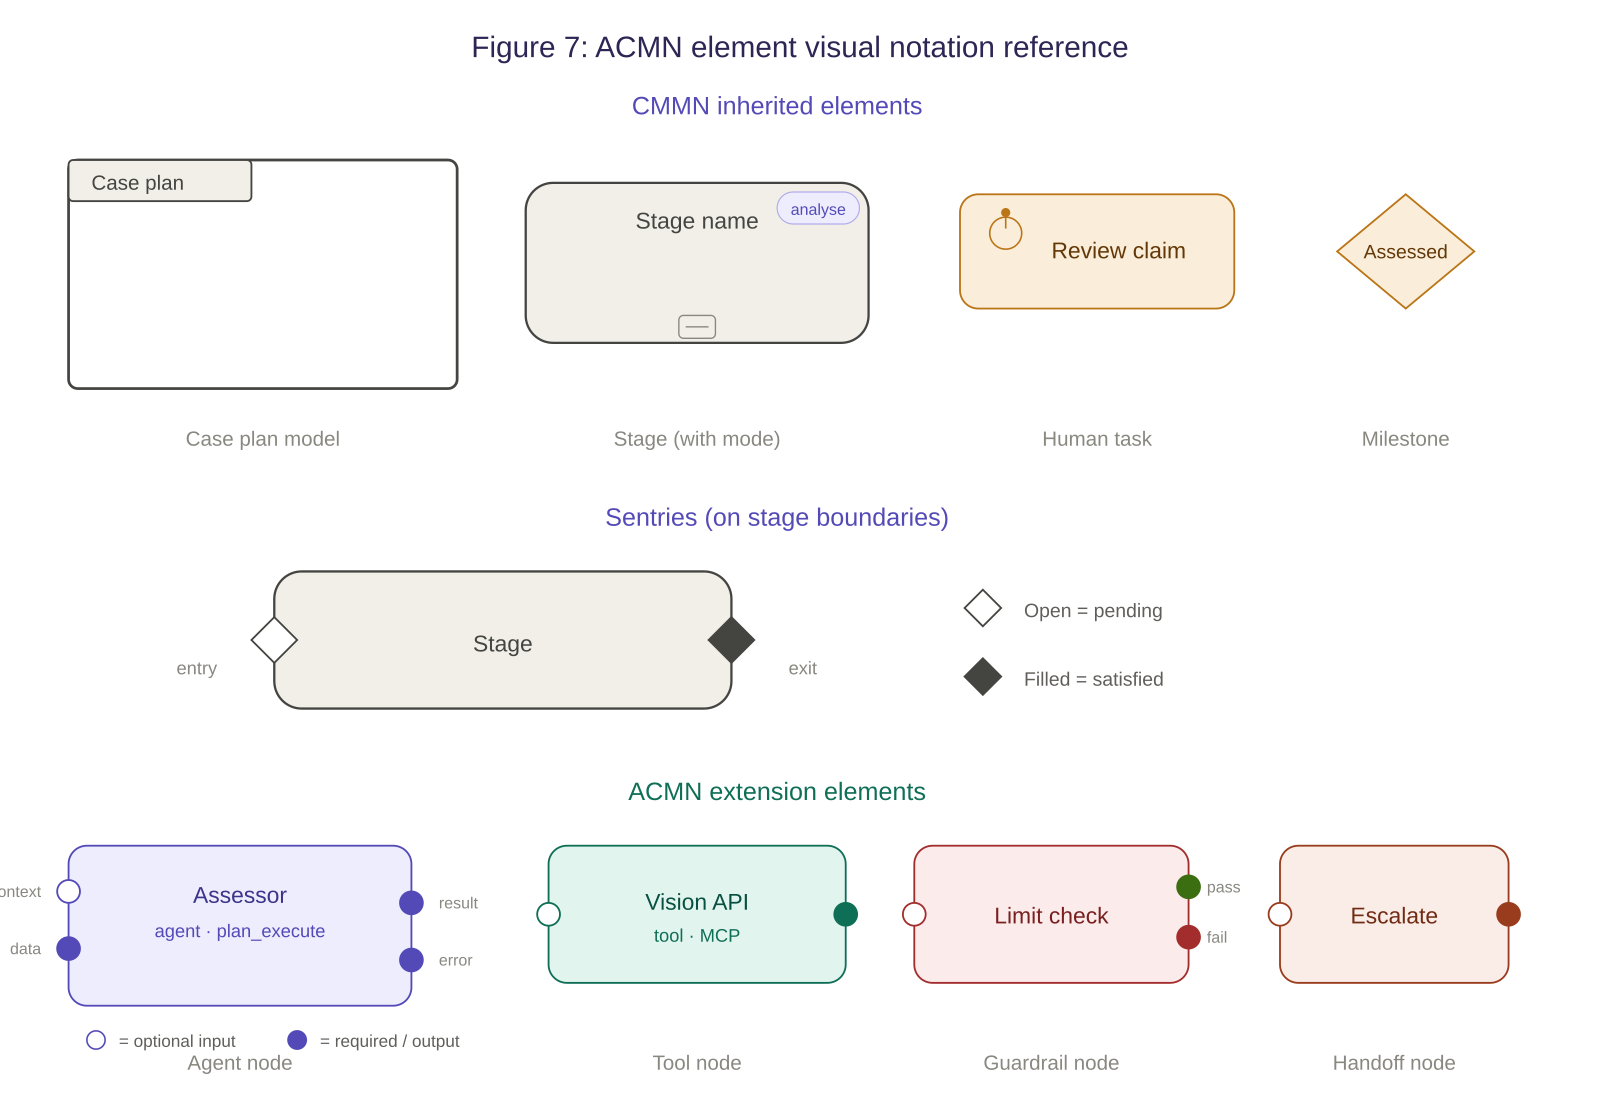 Figure 7: ACMN element visual notation reference
CMMN inherited elements
Case plan
Stage name
analyse
Review claim
Assessed
Case plan model
Stage (with mode)
Human task
Milestone
Sentries (on stage boundaries)
Stage
entry
exit
Open = pending
Filled = satisfied
ACMN extension elements
ontext
data
Assessor
agent · plan_execute
result
error
Vision API
tool · MCP
Limit check
pass
fail
Escalate
= optional input
= required / output
Agent node
Tool node
Guardrail node
Handoff node